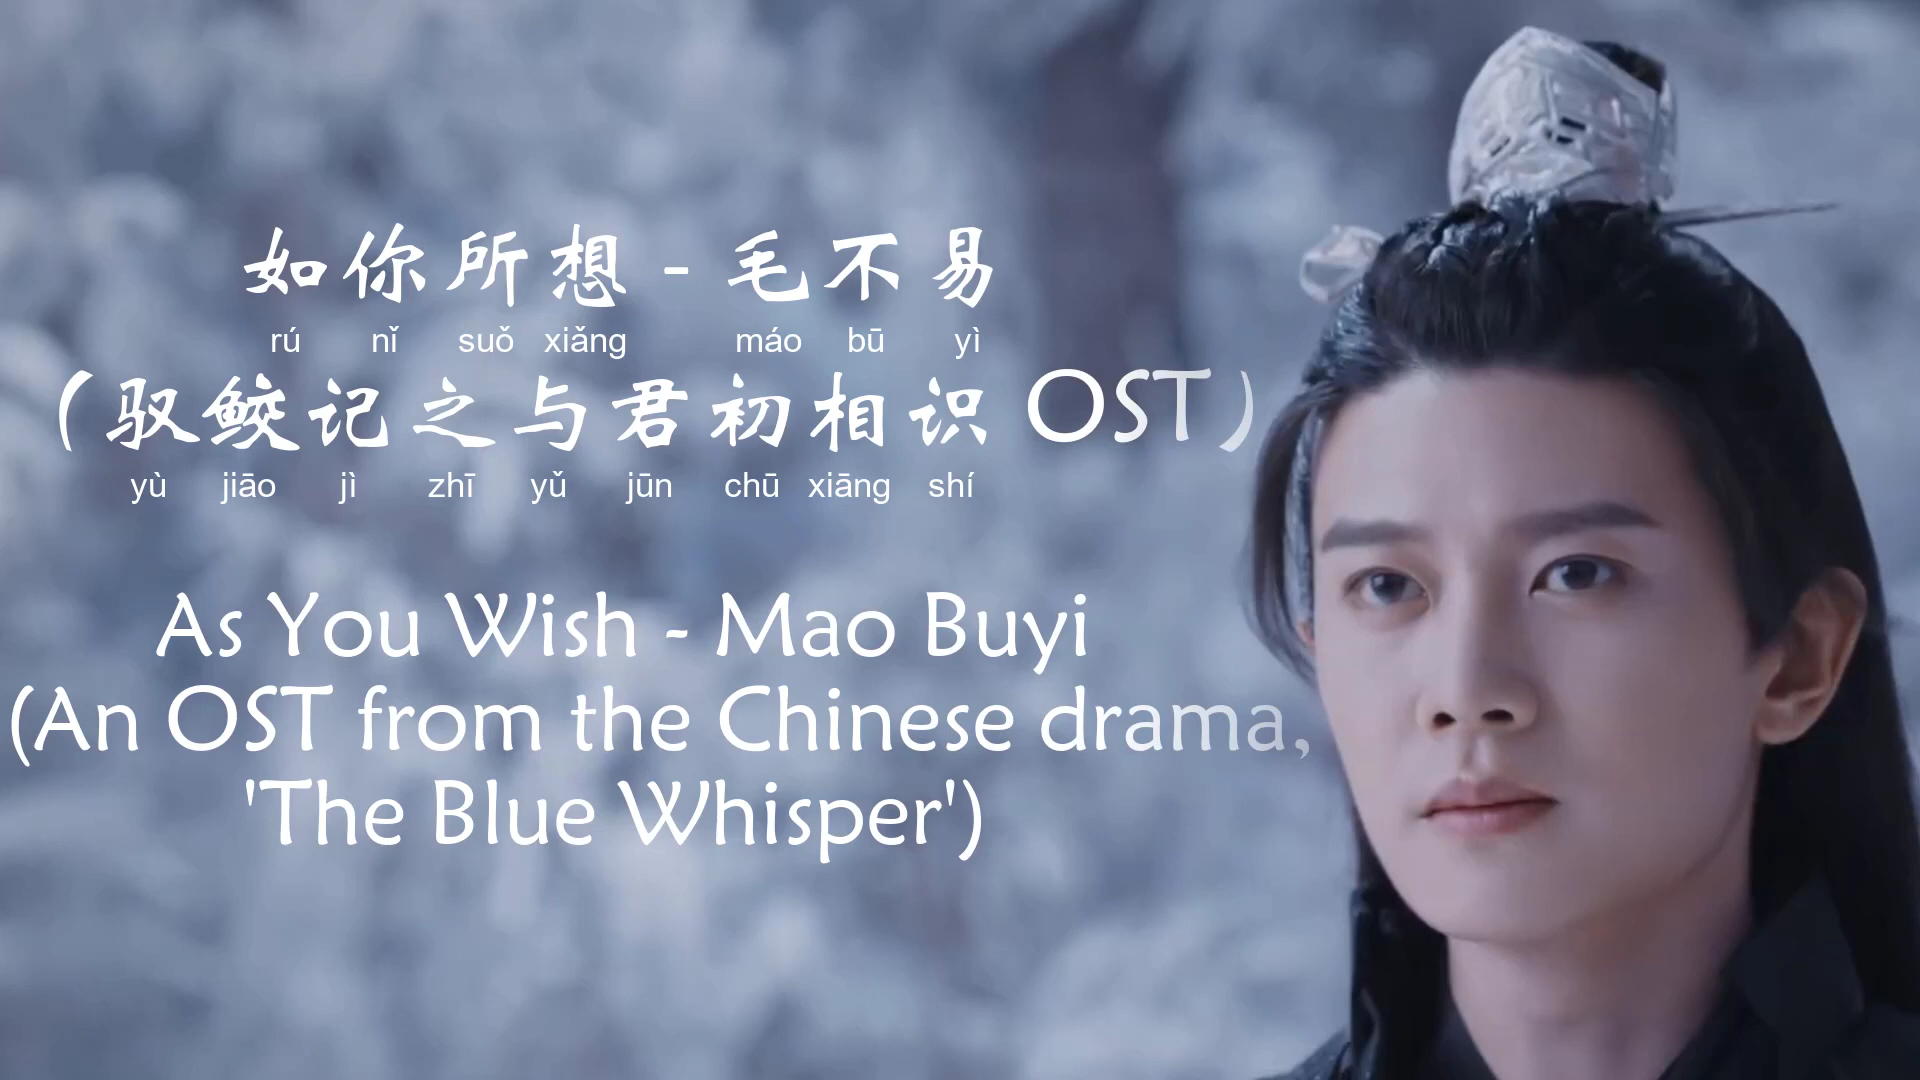 如你所想 - 毛不易
rú nǐ suǒ xiǎng máo bū yì
（驭鲛记之与君初相识 OST）
yù jiāo jì zhī yǔ jūn chū xiāng shí
As You Wish - Mao Buyi
(An OST from the Chinese drama,
'The Blue Whisper')